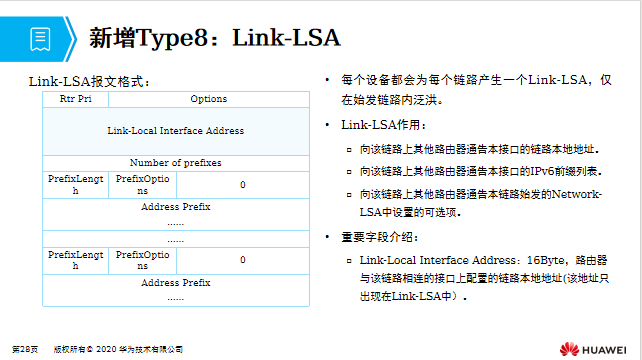 新增Type8：Link-LSA
Link-LSA报文格式：
Rtr Pri
Options
Link-Local Interface Address
Number of prefixes
PrefixLengt
h
PrefixOptio
ns
0
Address Prefix
......
......
PrefixLengt
h
PrefixOptio
ns
0
Address Prefix
......
• 每个设备都会为每个链路产生一个Link-LSA，仅
在始发链路内泛洪。
• Link-LSA作用：
▫ 向该链路上其他路由器通告本接口的链路本地地址。
▫ 向该链路上其他路由器通告本接口的IPv6前缀列表。
▫ 向该链路上其他路由器通告本链路始发的Network-
LSA中设置的可选项。
• 重要字段介绍：
▫ Link-Local Interface Address：16Byte，路由器
与该链路相连的接口上配置的链路本地地址(该地址只
出现在Link-LSA中）。
第28页
版权所有© 2020 华为技术有限公司
HUAWEI